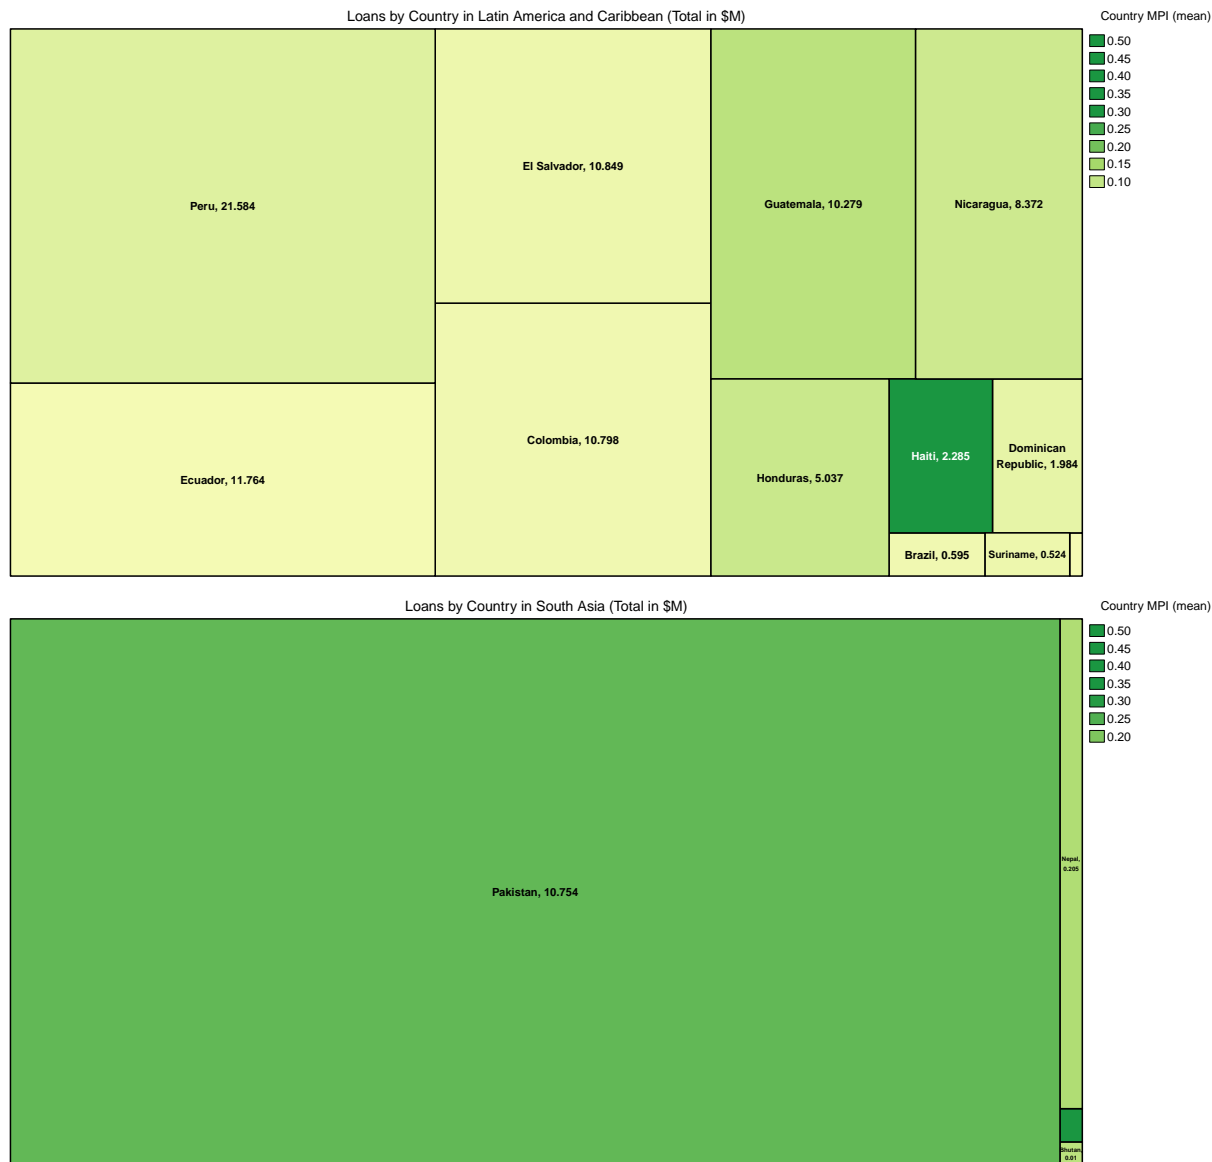 Loans by Country in Latin America and Caribbean (Total in $M)
Country MPI (mean)
0.50
0.45
0.40
0.35
0.30
0.25
0.20
0.15
0.10
Peru, 21.584
El Salvador, 10.849
Guatemala, 10.279
Nicaragua, 8.372
Ecuador, 11.764
Colombia, 10.798
Honduras, 5.037
Haiti, 2.285
Dominican
Republic, 1.984
Brazil, 0.595
Suriname, 0.524
Loans by Country in South Asia (Total in $M)
Country MPI (mean)
0.50
0.45
0.40
0.35
0.30
0.25
0.20
Pakistan, 10.754
Nepal,
0.205
Bhutan,
0.01